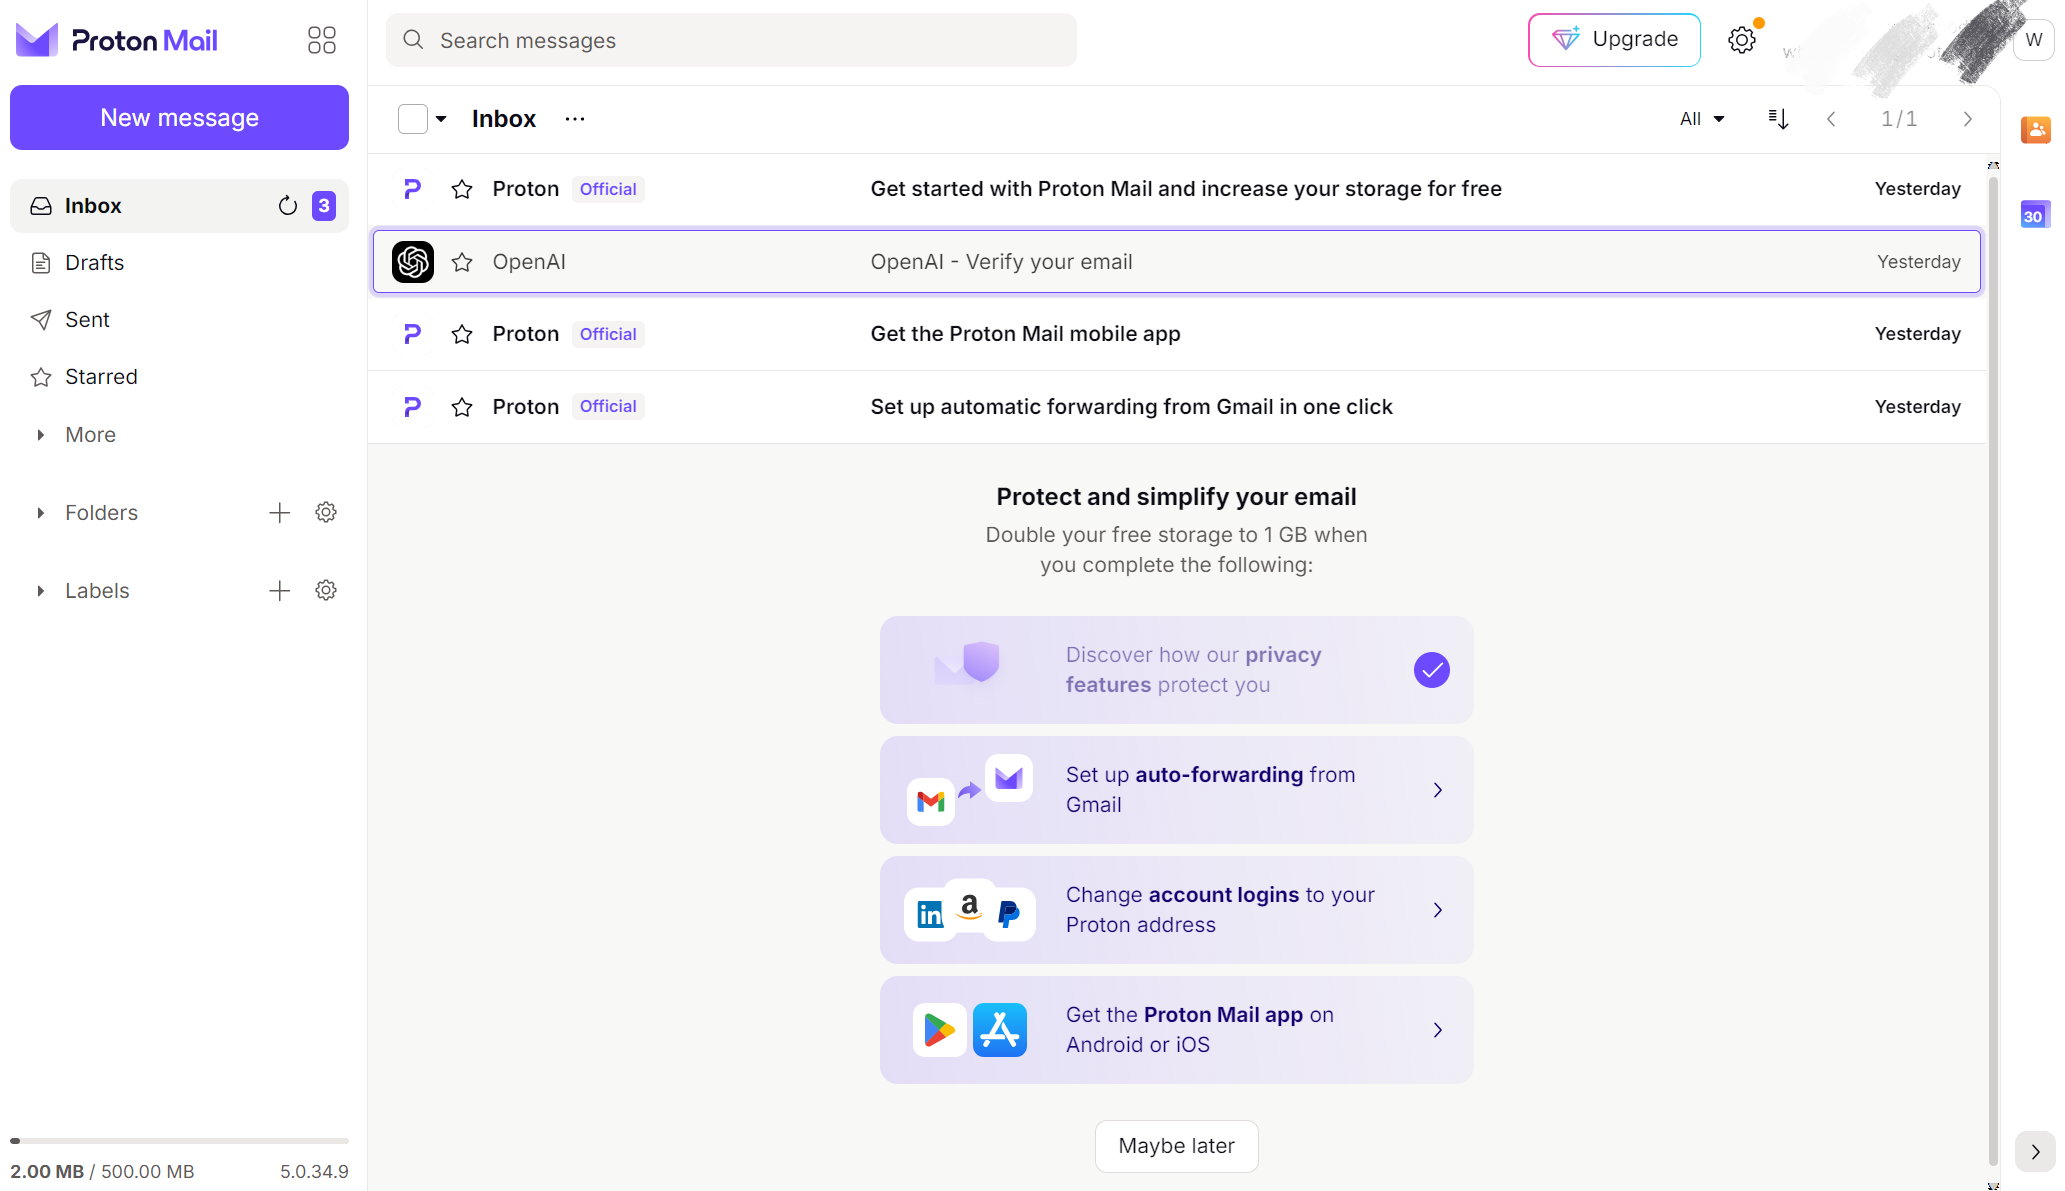 Proton Mail
Search messages
Upgrade
W
New message
Inbox
All
1/1
Inbox 3
Drafts
Sent
Starred
More
Folders
Labels
Proton Official Get started with Proton Mail and increase your storage for free Yesterday
OpenAI OpenAI - Verify your email Yesterday
Proton Official Get the Proton Mail mobile app Yesterday
Proton Official Set up automatic forwarding from Gmail in one click Yesterday
30
Protect and simplify your email
Double your free storage to 1 GB when
you complete the following:
Discover how our privacy
features protect you
Set up auto-forwarding from
Gmail
in a
Change account logins to your
Proton address
Get the Proton Mail app on
Android or iOS
Maybe later
2.00 MB / 500.00 MB
5.0.34.9